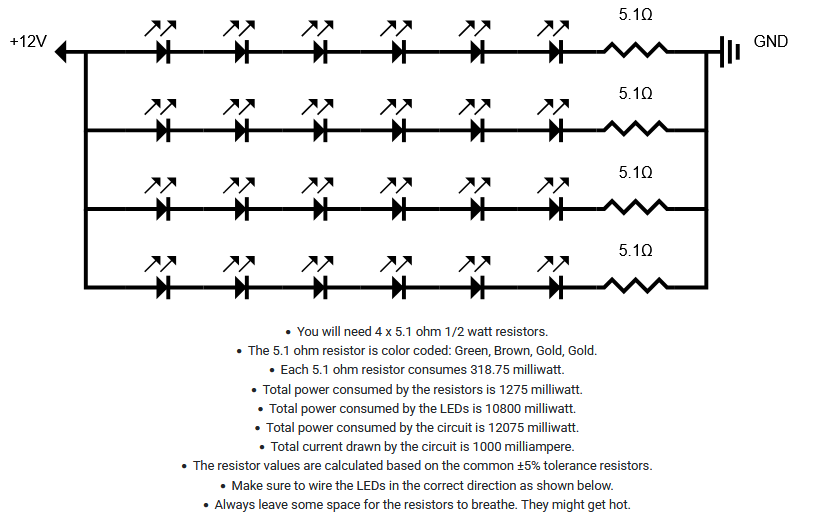 5.1Ω
+12V
GND
5.1Ω
5.1Ω
5.1Ω
• You will need 4 x 5.1 ohm 1/2 watt resistors.
• The 5.1 ohm resistor is color coded: Green, Brown, Gold, Gold.
• Each 5.1 ohm resistor consumes 318.75 milliwatt.
• Total power consumed by the resistors is 1275 milliwatt.
• Total power consumed by the LEDs is 10800 milliwatt.
• Total power consumed by the circuit is 12075 milliwatt.
• Total current drawn by the circuit is 1000 milliampere.
• The resistor values are calculated based on the common ±5% tolerance resistors.
• Make sure to wire the LEDs in the correct direction as shown below.
• Always leave some space for the resistors to breathe. They might get hot.